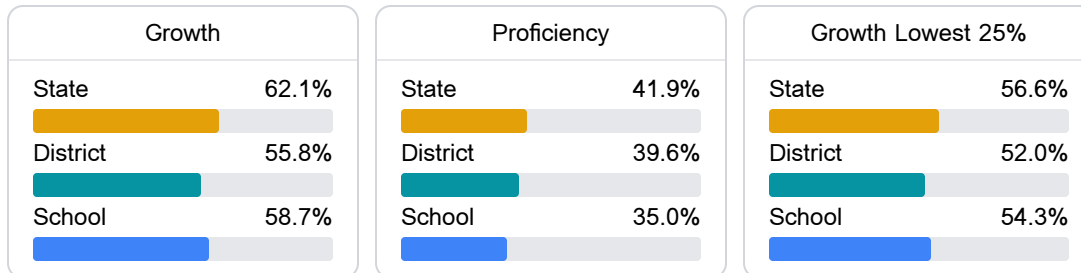 Growth
State 62.1%
District 55.8%
School 58.7%
Proficiency
State 41.9%
District 39.6%
School 35.0%
Growth Lowest 25%
State 56.6%
District 52.0%
School 54.3%